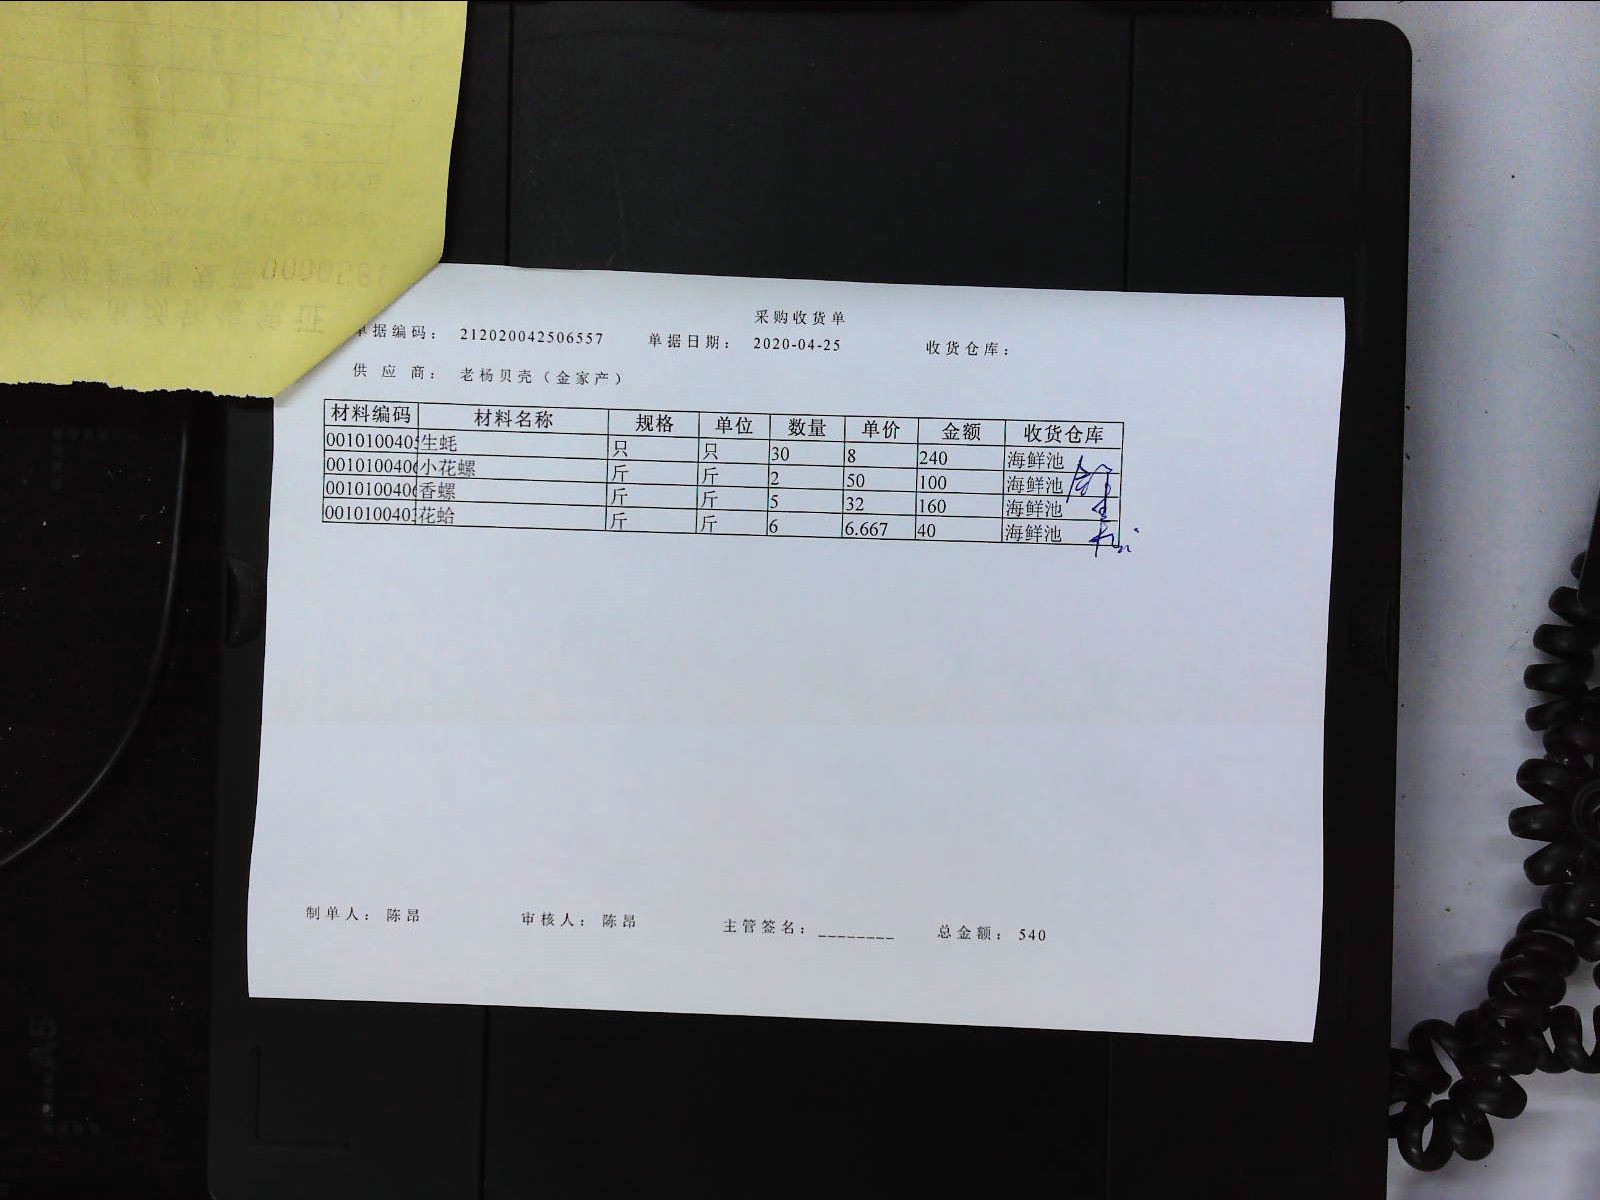 采购收货单
单据编码： 212020042506557 单据日期： 2020-04-25 收货仓库：
供 应 商： 老杨贝壳（金家产）
材料编码 材料名称 规格 单位 数量 单价 金额 收货仓库
0010100405 生蚝 只 只 30 8 240 海鲜池
001010040 小花螺 斤 斤 2 50 100 海鲜池
001010040 香螺 斤 斤 5 32 160 海鲜池
001010040 花蛤 斤 斤 6 6.667 40 海鲜池
制单人： 陈昂 审核人： 陈昂 主管签名：________ 总金额： 540